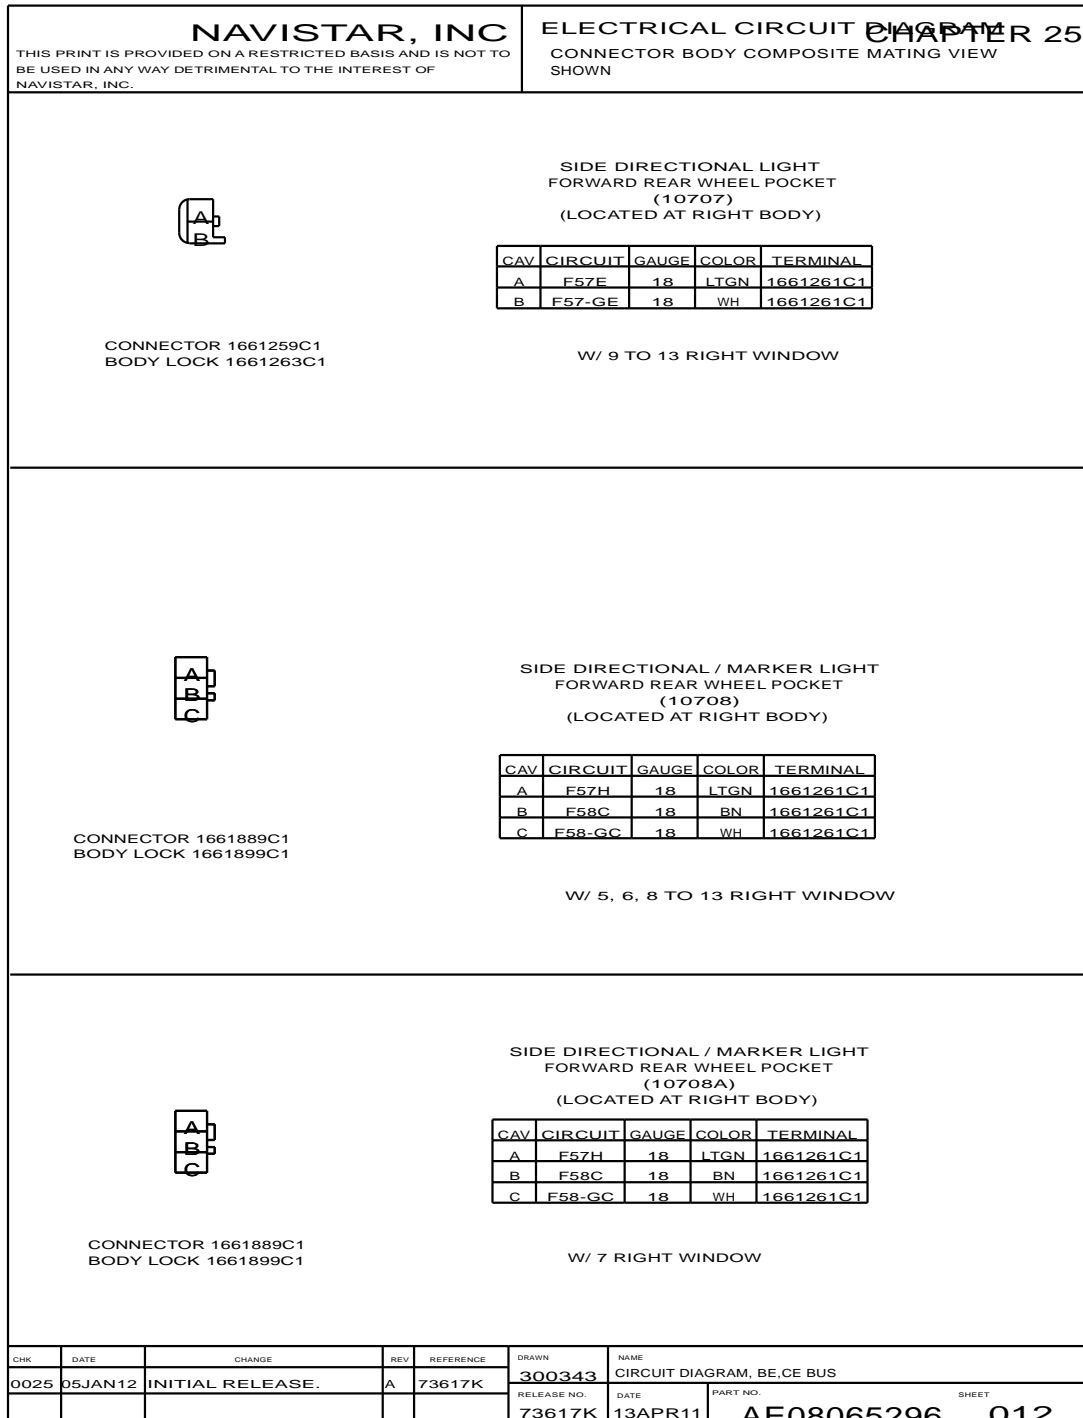 NAVISTAR, INC
THIS PRINT IS PROVIDED ON A RESTRICTED BASIS AND IS NOT TO
BE USED IN ANY WAY DETRIMENTAL TO THE INTEREST OF
NAVISTAR, INC.
ELECTRICAL CIRCUIT DIAGRAM
CHAPTER 25
CONNECTOR BODY COMPOSITE MATING VIEW
SHOWN
A
B
CONNECTOR 1661259C1
BODY LOCK 1661263C1
SIDE DIRECTIONAL LIGHT
FORWARD REAR WHEEL POCKET
(10707)
(LOCATED AT RIGHT BODY)
CAV CIRCUIT GAUGE COLOR TERMINAL
A F57E 18 LTGN 1661261C1
B F57-GE 18 WH 1661261C1
W/ 9 TO 13 RIGHT WINDOW
A
B
C
CONNECTOR 1661889C1
BODY LOCK 1661899C1
SIDE DIRECTIONAL / MARKER LIGHT
FORWARD REAR WHEEL POCKET
(10708)
(LOCATED AT RIGHT BODY)
CAV CIRCUIT GAUGE COLOR TERMINAL
A F57H 18 LTGN 1661261C1
B F58C 18 BN 1661261C1
C F58-GC 18 WH 1661261C1
W/ 5, 6, 8 TO 13 RIGHT WINDOW
A
B
C
CONNECTOR 1661889C1
BODY LOCK 1661899C1
SIDE DIRECTIONAL / MARKER LIGHT
FORWARD REAR WHEEL POCKET
(10708A)
(LOCATED AT RIGHT BODY)
CAV CIRCUIT GAUGE COLOR TERMINAL
A F57H 18 LTGN 1661261C1
B F58C 18 BN 1661261C1
C F58-GC 18 WH 1661261C1
W/ 7 RIGHT WINDOW
CHK DATE CHANGE REV REFERENCE
0025 05JAN12 INITIAL RELEASE. A 73617K
DRAWN
300343
NAME
CIRCUIT DIAGRAM, BE,CE BUS
RELEASE NO.
73617K
DATE
13APR11
PART NO.
AE08065296
SHEET
012